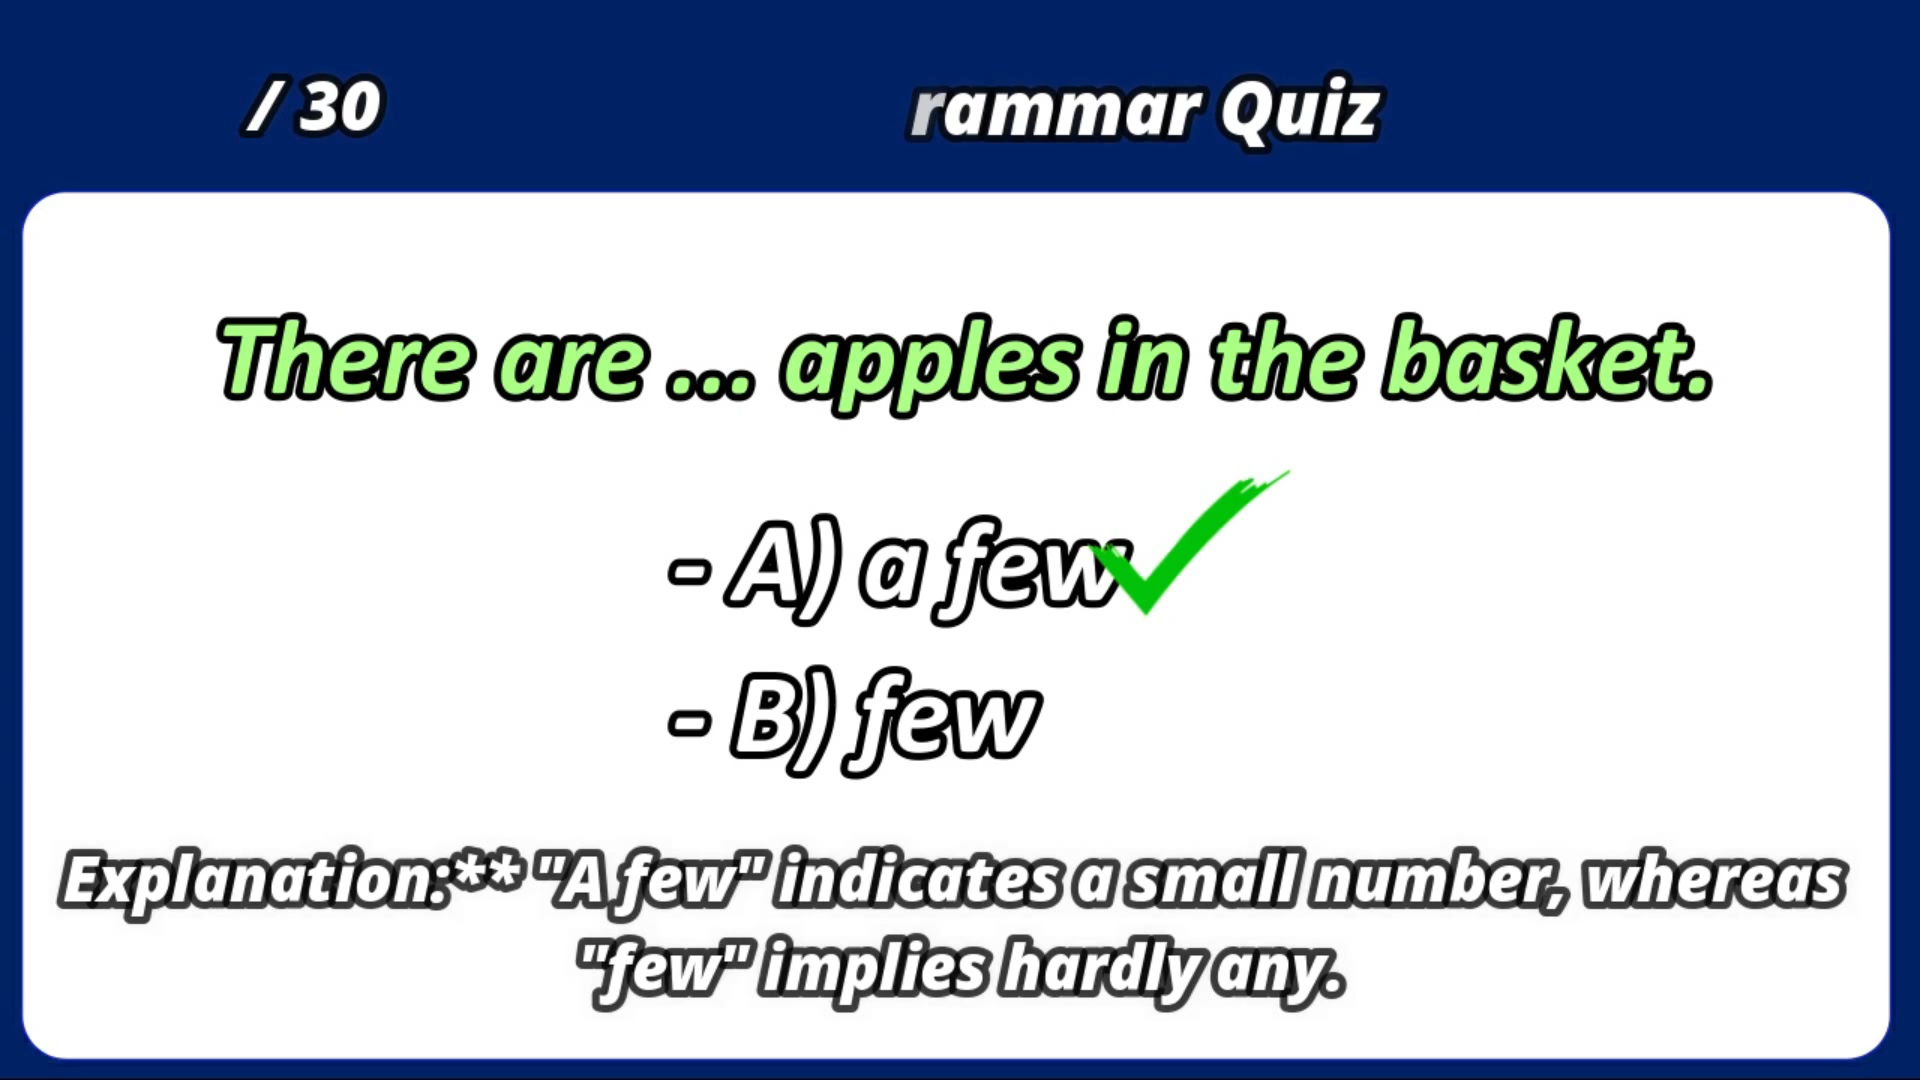 / 30
rammar Quiz
There are ... apples in the basket.
- A) a few
- B) few
Explanation:** "A few" indicates a small number, whereas
"few" implies hardly any.